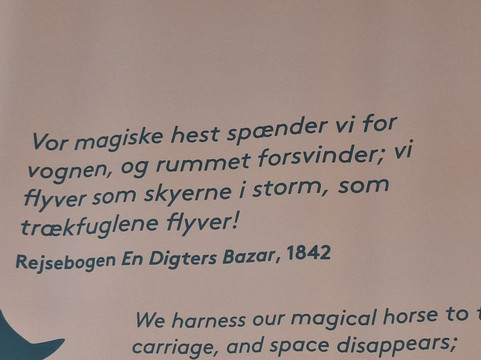 Vor magiske hest spænder vi for
vognen, og rummet forsvinder; vi
flyver som skyerne i storm, som
trækfuglene flyver!
Rejsebogen En Digters Bazar, 1842
We harness our magical horse to
carriage, and space disappears;